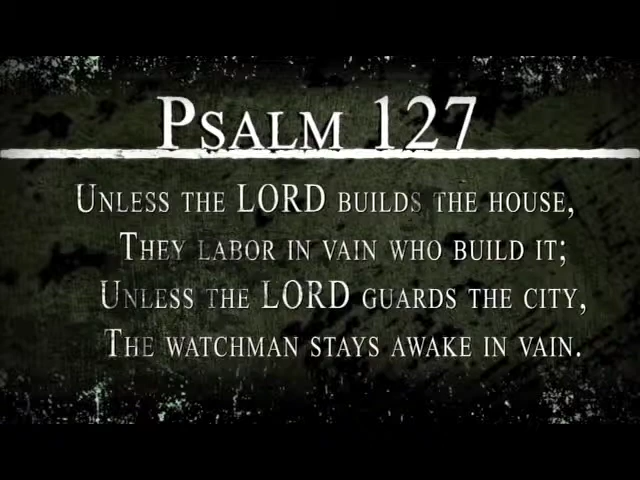 Psalm 127
Unless the LORD builds the house,
They labor in vain who build it;
Unless the LORD guards the city,
The watchman stays awake in vain.